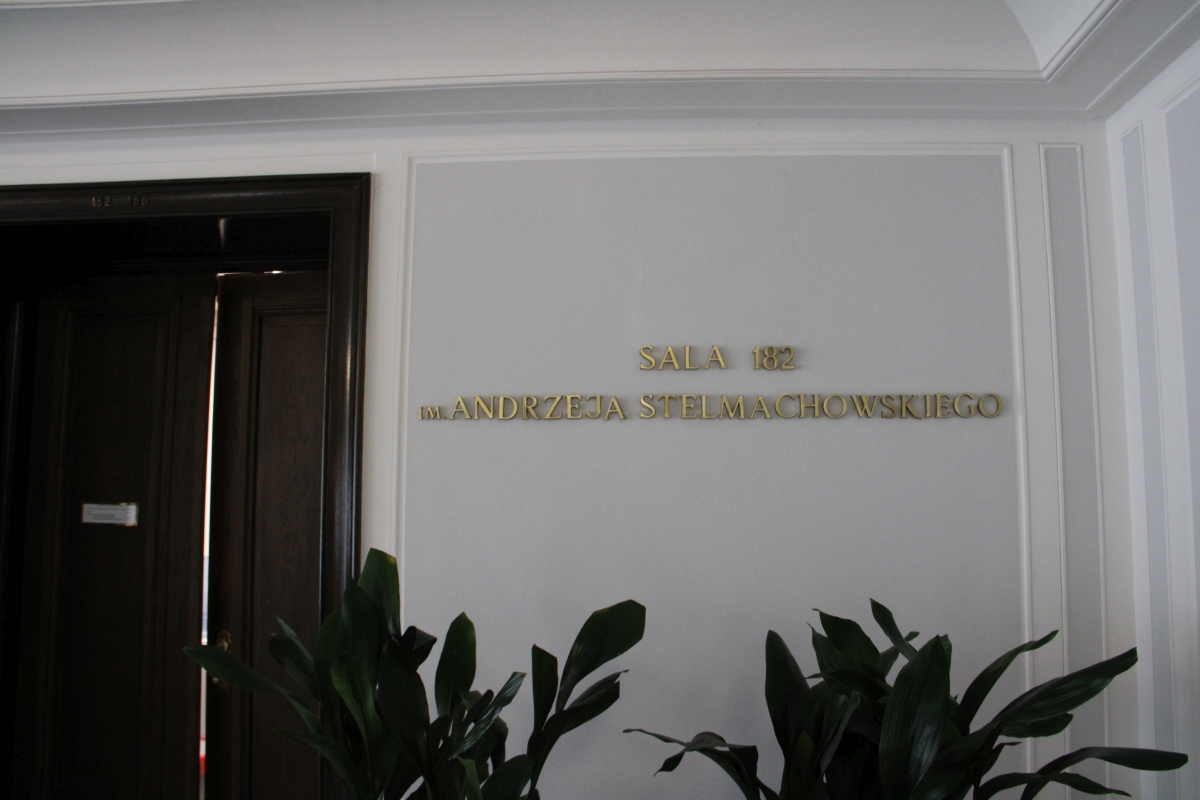 SALA 182
IM. ANDRZEJA STELMACHOWSKIEGO